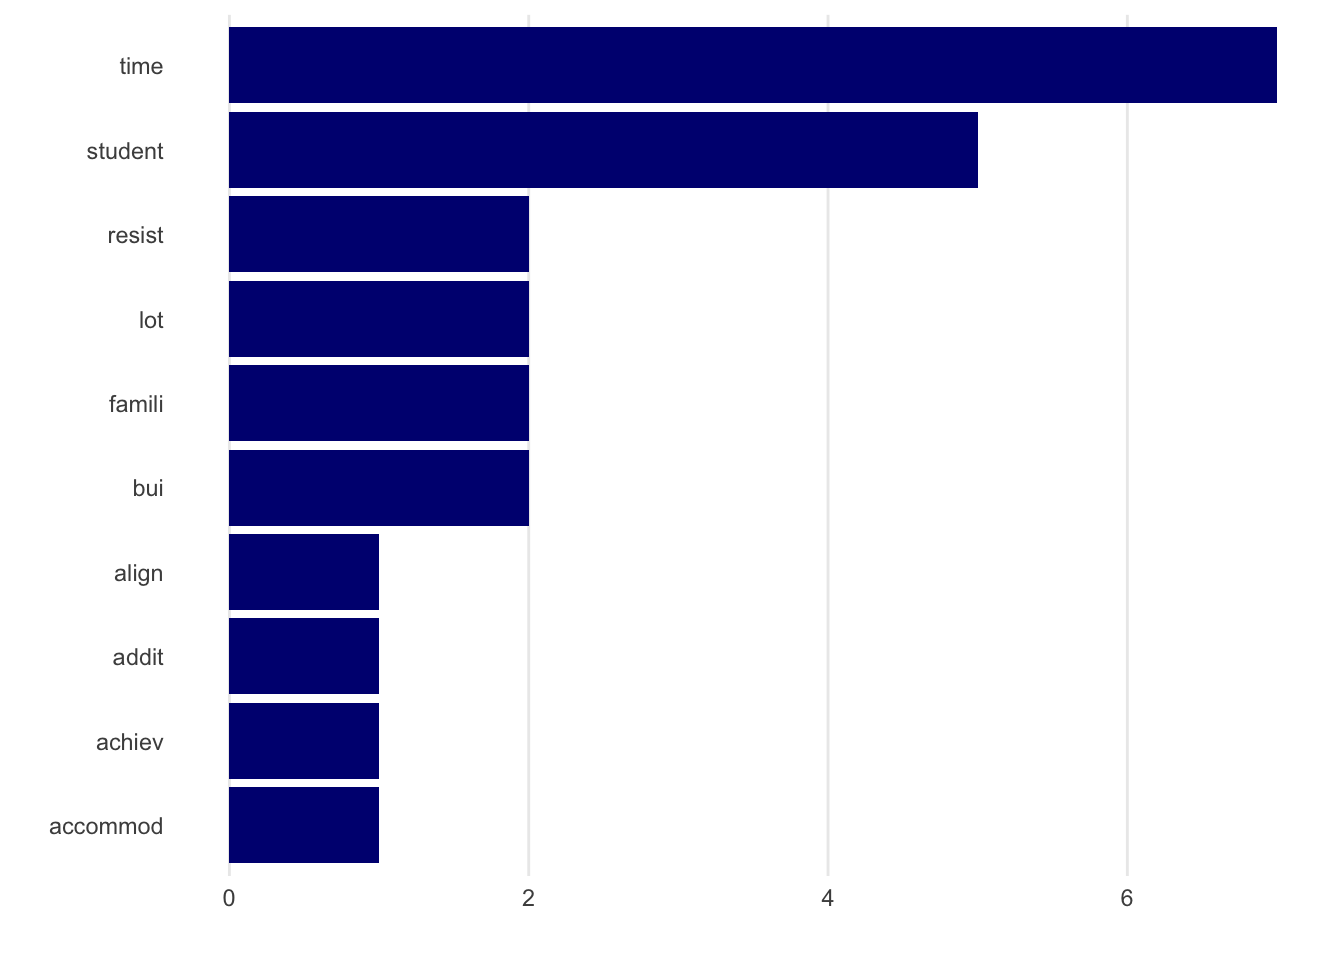 time
student
resist
lot
famili
bui
align
addit
achiev
accommod
0 2 4 6